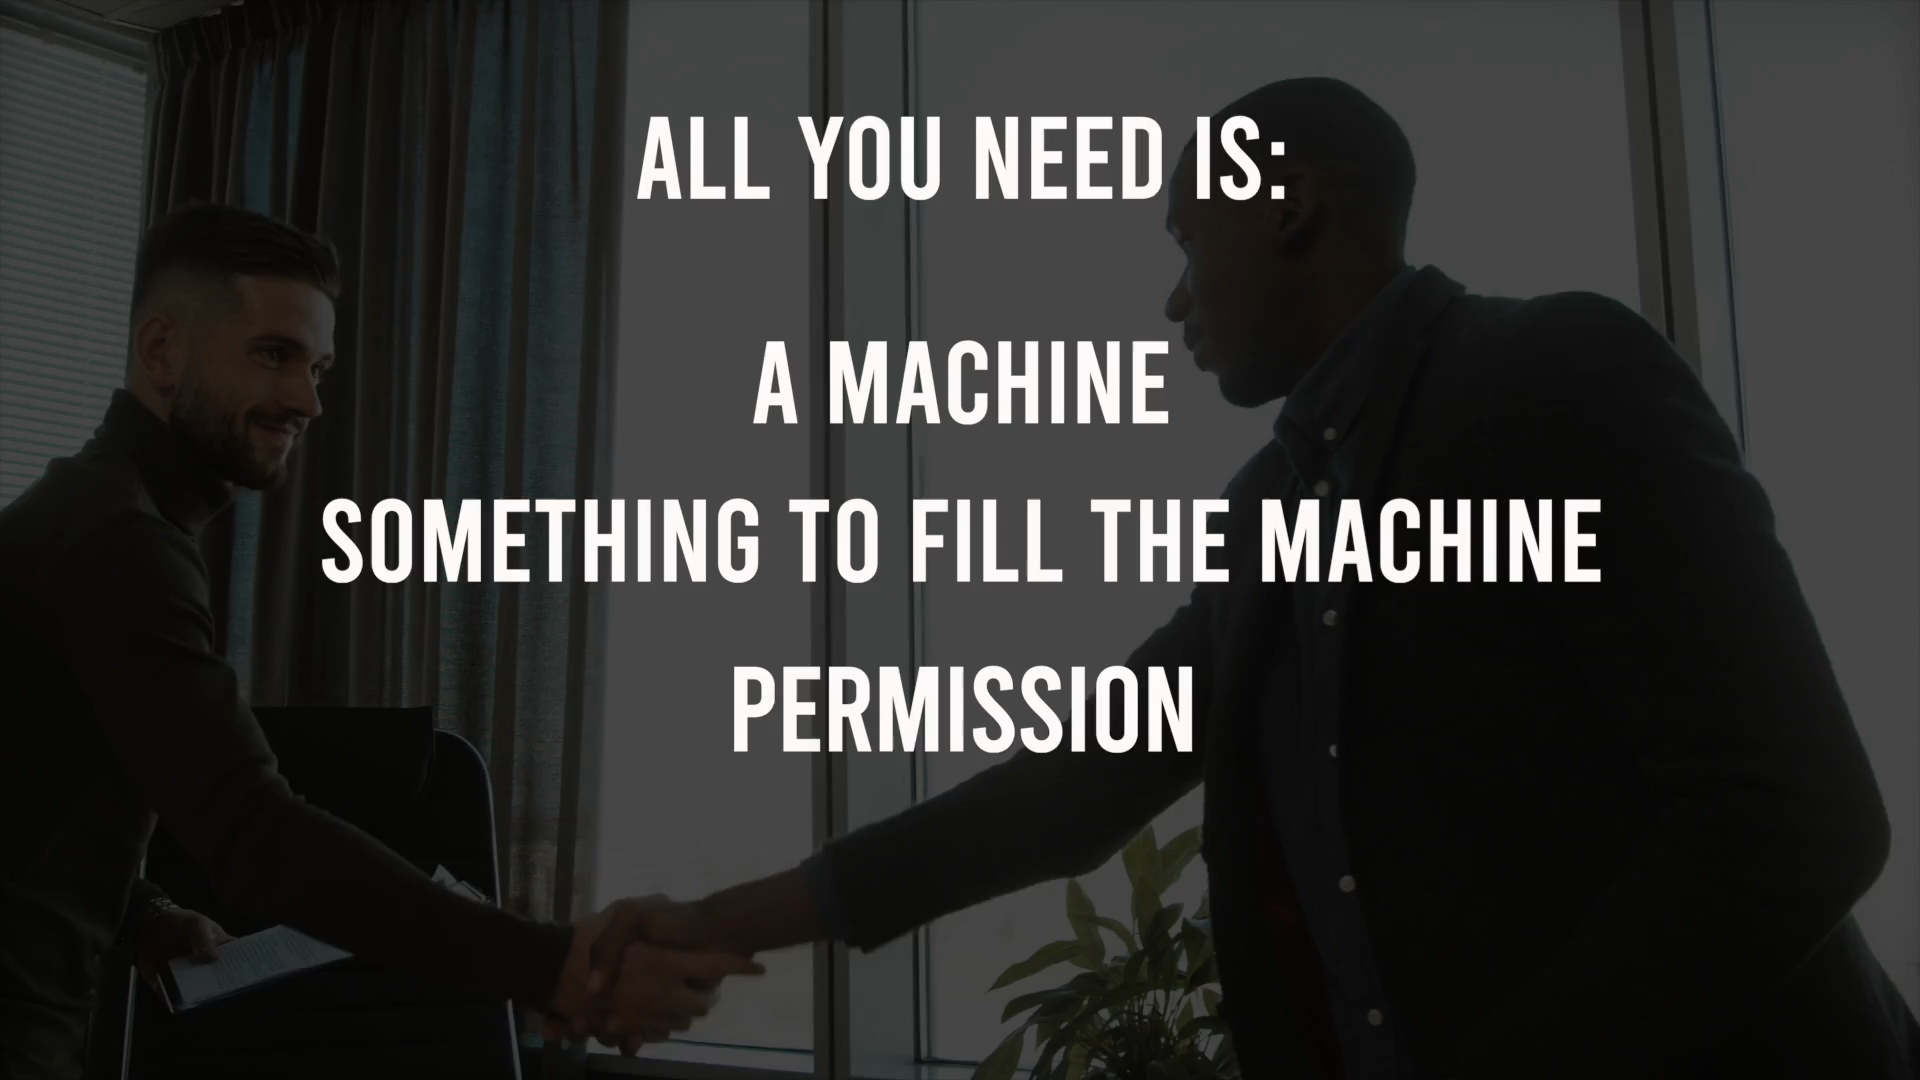 ALL YOU NEED IS:
A MACHINE
SOMETHING TO FILL THE MACHINE
PERMISSION